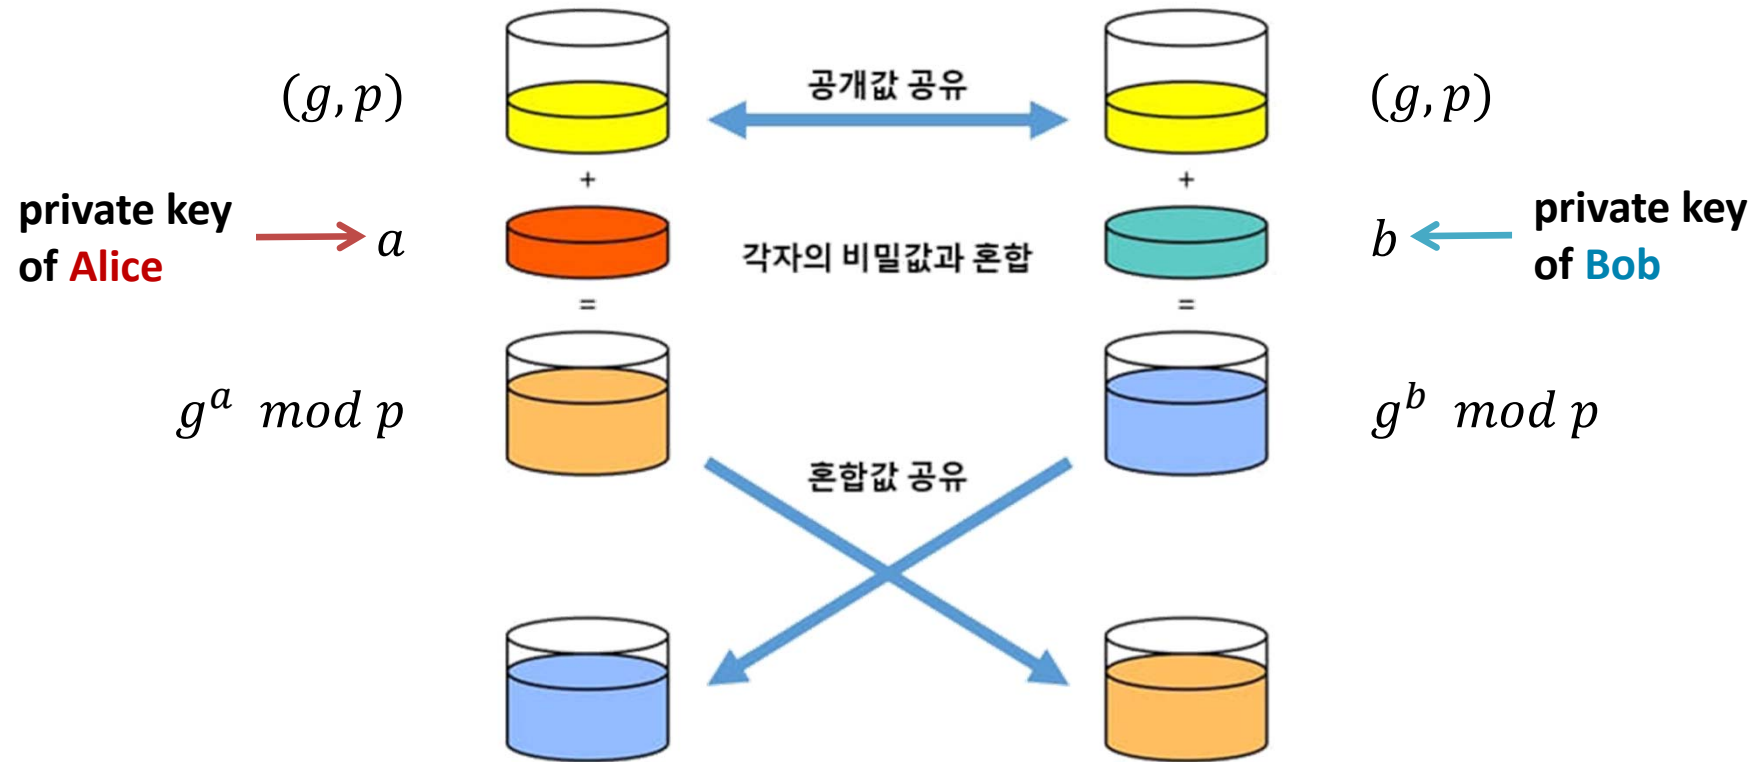 (g, p)
공개값 공유
(g, p)
+
+
private key
of Alice
a
각자의 비밀값과 혼합
b
private key
of Bob
=
=
g^a mod p
g^b mod p
혼합값 공유